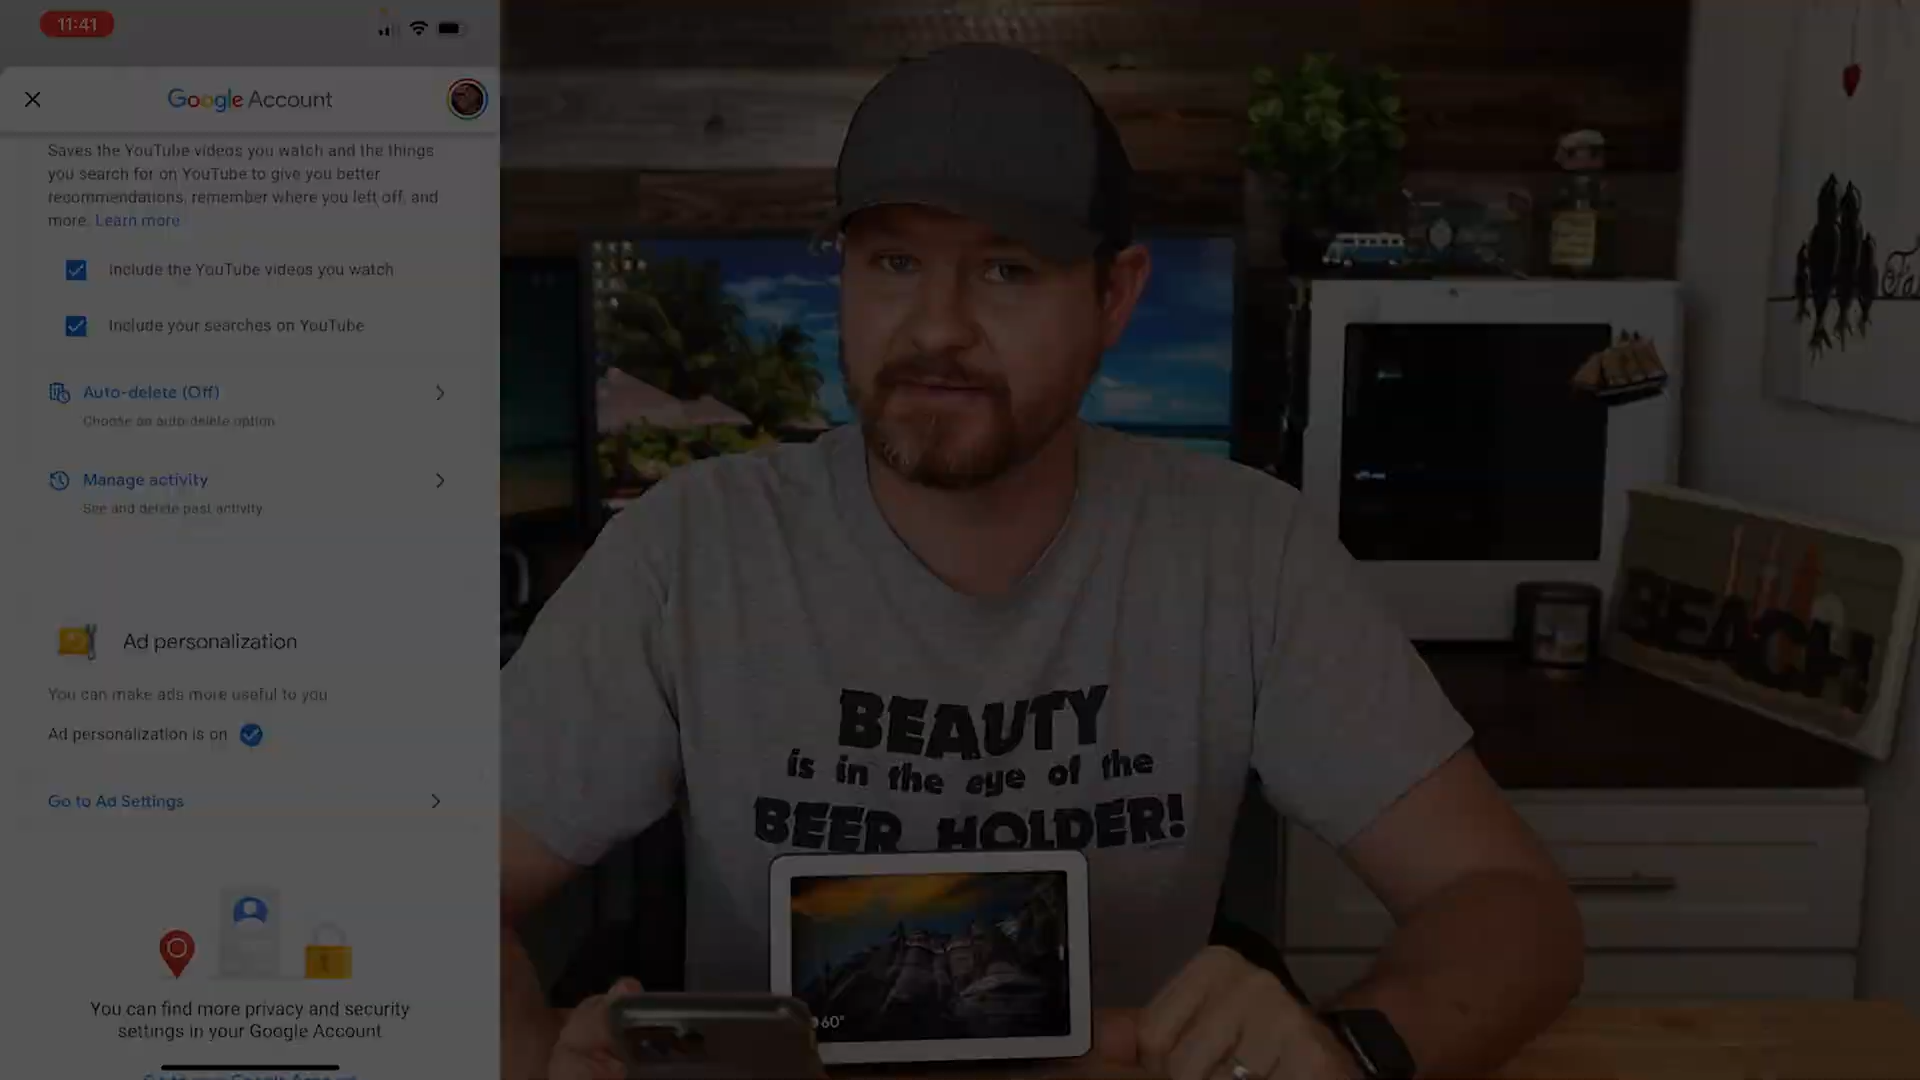 11:41
Google Account
Saves the YouTube videos you watch and the things
you search for on YouTube to give you better
recommendations, remember where you left off, and
more. Learn more
Include the YouTube videos you watch
Include your searches on YouTube
Auto-delete (Off)
Choose an auto-delete option
Manage activity
See and delete past activity
Ad personalization
You can make ads more useful to you
Ad personalization is on
Go to Ad Settings
You can find more privacy and security
settings in your Google Account
BEAUTY
is in the eye of the
BEER HOLDER!
60°
BEACH